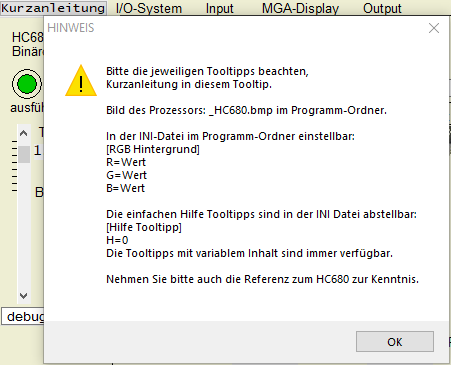 Kurzanleitung I/O-System Input MGA-Display Output
HINWEIS
HC68
Binäre
ausfüh
T
1
B
debug
Bitte die jeweiligen Tooltipps beachten,
Kurzanleitung in diesem Tooltip.
Bild des Prozessors: _HC680.bmp im Programm-Ordner.
In der INI-Datei im Programm-Ordner einstellbar:
[RGB Hintergrund]
R=Wert
G=Wert
B=Wert
Die einfachen Hilfe Tooltipps sind in der INI Datei abstellbar:
[Hilfe Tooltipp]
H=0
Die Tooltipps mit variablem Inhalt sind immer verfügbar.
Nehmen Sie bitte auch die Referenz zum HC680 zur Kenntnis.
OK